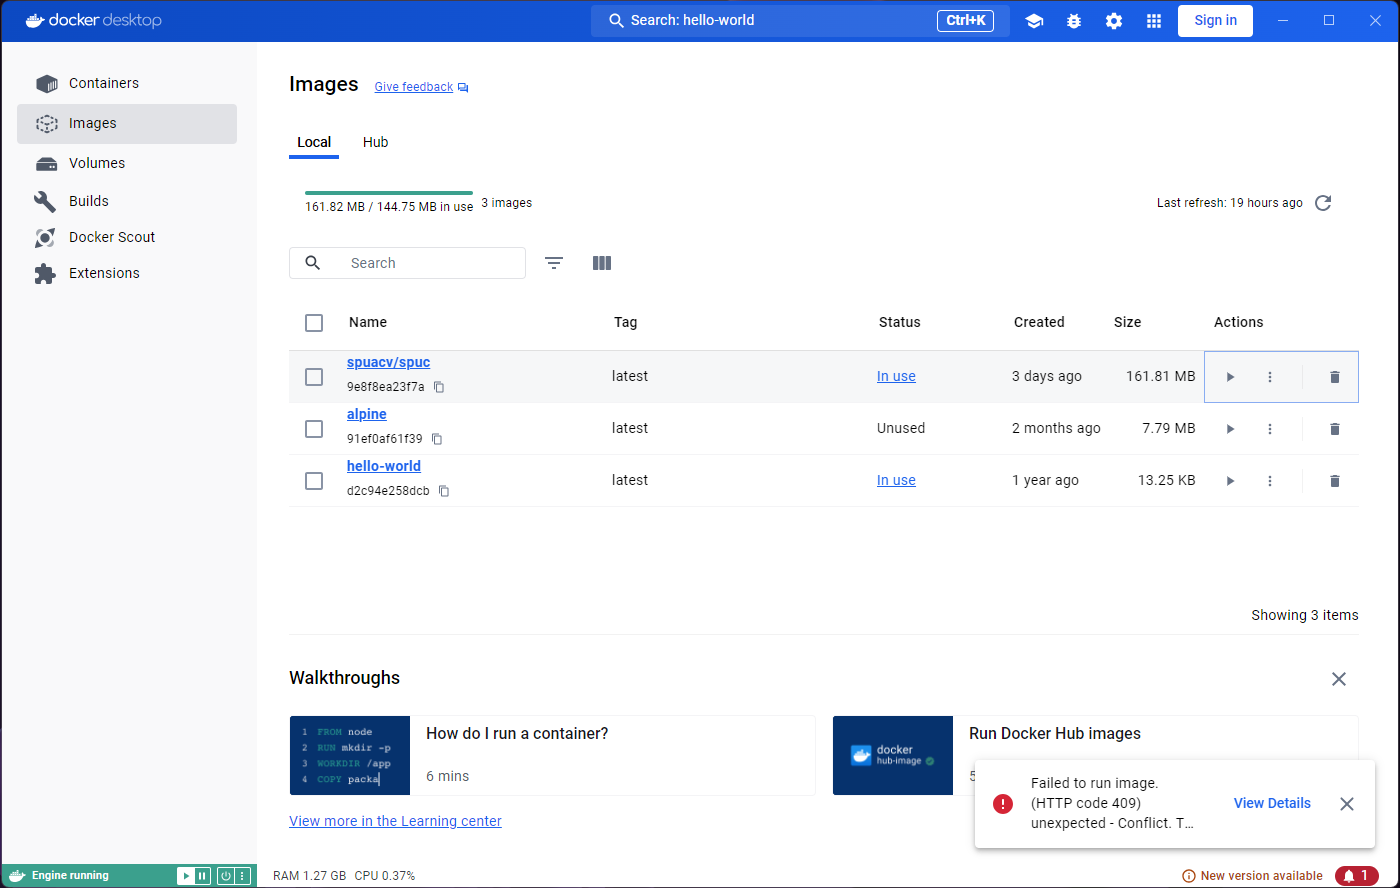 docker desktop
Search: hello-world
Ctrl+K
Sign in
Containers
Images
Volumes
Builds
Docker Scout
Extensions
Images Give feedback
Local Hub
161.82 MB / 144.75 MB in use 3 images
Last refresh: 19 hours ago
Search
Name Tag Status Created Size Actions
spuacv/spuc
9e8f8ea23f7a
latest In use 3 days ago 161.81 MB
alpine
91ef0af61f39
latest Unused 2 months ago 7.79 MB
hello-world
d2c94e258dcb
latest In use 1 year ago 13.25 KB
Showing 3 items
Walkthroughs
1 FROM node
2 RUN mkdir -p
3 WORKDIR /app
4 COPY packa
How do I run a container?
6 mins
docker
hub-image
Run Docker Hub images
5
View more in the Learning center
Failed to run image.
(HTTP code 409)
unexpected - Conflict. T...
View Details
Engine running
RAM 1.27 GB CPU 0.37%
New version available
1